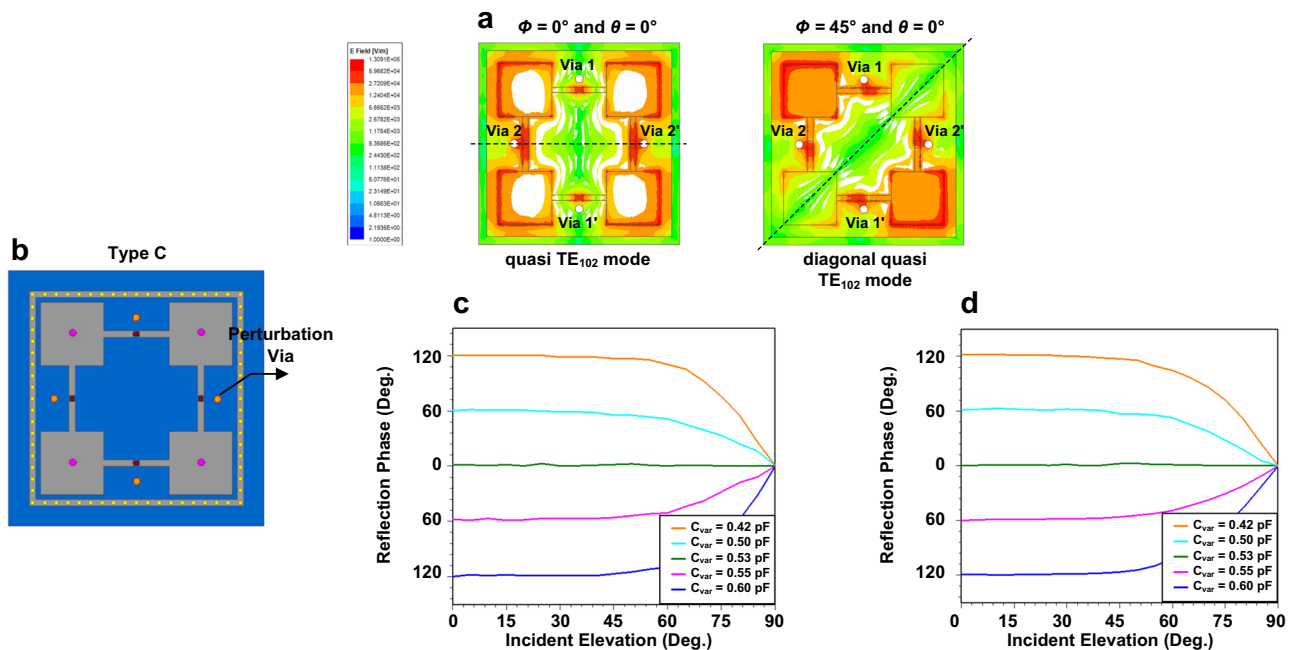 a
Φ = 0° and θ = 0°
Φ = 45° and θ = 0°
E Field [V/m]
1.3091E+05
5.9682E+04
2.7209E+04
1.2404E+04
5.6552E+03
2.5782E+03
1.1754E+03
5.3586E+02
2.4430E+02
1.1138E+02
5.0776E+01
2.3149E+01
1.0553E+01
4.8113E+00
2.1935E+00
1.0000E+00
Via 1
Via 2
Via 2'
Via 1'
quasi TE102 mode
Via 1
Via 2
Via 2'
Via 1'
diagonal quasi
TE102 mode
b
Type C
Perturbation
Via
c
Reflection Phase (Deg.)
120
60
0
60
120
0 15 30 45 60 75 90
Incident Elevation (Deg.)
Cvar = 0.42 pF
Cvar = 0.50 pF
Cvar = 0.53 pF
Cvar = 0.55 pF
Cvar = 0.60 pF
d
Reflection Phase (Deg.)
120
60
0
60
120
0 15 30 45 60 75 90
Incident Elevation (Deg.)
Cvar = 0.42 pF
Cvar = 0.50 pF
Cvar = 0.53 pF
Cvar = 0.55 pF
Cvar = 0.60 pF